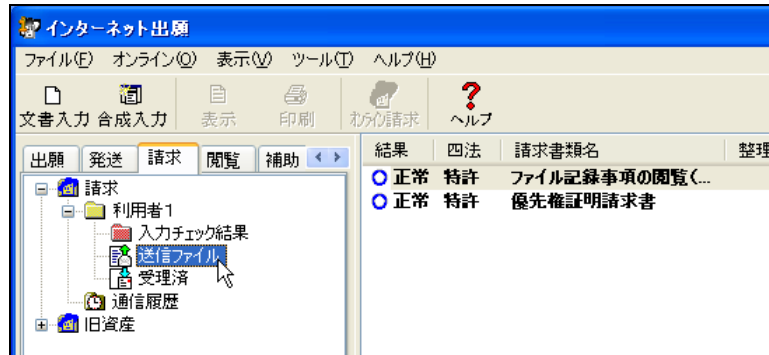 インターネット出願
ファイル(F) オンライン(O) 表示(V) ツール(T) ヘルプ(H)
文書入力 合成入力 表示 印刷 オンライン請求 ヘルプ
出願 発送 請求 閲覧 補助
結果 四法 請求書類名 整理
請求
正常 特許 ファイル記録事項の閲覧(...
利用者1
正常 特許 優先権証明請求書
入力チェック結果
送信ファイル
受理済
通信履歴
旧資産